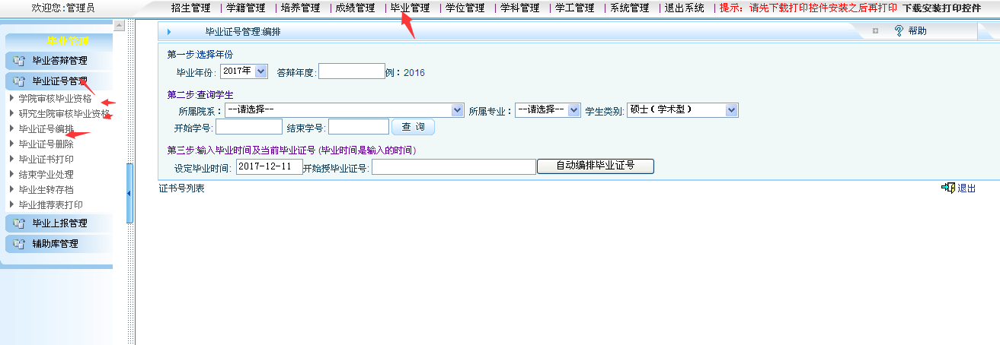 欢迎您:管理员
招生管理 | 学籍管理 | 培养管理 | 成绩管理 | 毕业管理 | 学位管理 | 学科管理 | 学工管理 | 系统管理 | 退出系统 | 提示：请先下载打印控件安装之后再打印 下载安装打印控件
毕业管理
毕业答辩管理
毕业证号管理
学院审核毕业资格
研究生院审核毕业资格
毕业证号编排
毕业证号删除
毕业证书打印
结束学业处理
毕业生转存档
毕业推荐表打印
毕业上报管理
辅助库管理
毕业证号管理:编排
帮助
第一步:选择年份
毕业年份: 2017年 答辩年度: 例：2016
第二步:查询学生
所属院系： --请选择-- 所属专业： --请选择-- 学生类别: 硕士（学术型）
开始学号: 结束学号: 查 询
第三步:输入毕业时间及当前毕业证号 (毕业时间是输入的时间)
设定毕业时间: 2017-12-11 开始授毕业证号: 自动编排毕业证号
证书号列表
退出